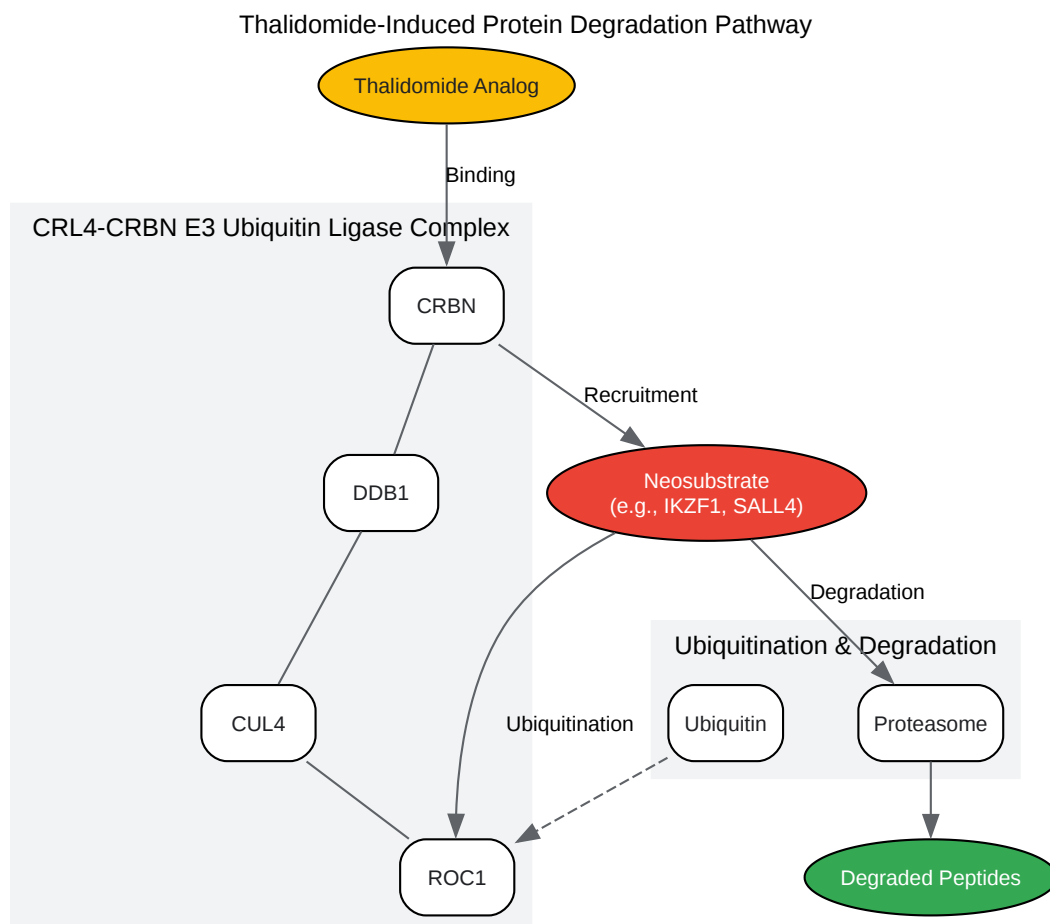 Thalidomide-Induced Protein Degradation Pathway
Thalidomide Analog
Binding
CRL4-CRBN E3 Ubiquitin Ligase Complex
CRBN
Recruitment
DDB1
Neosubstrate
(e.g., IKZF1, SALL4)
Degradation
Ubiquitination & Degradation
CUL4
Ubiquitination
Ubiquitin
Proteasome
ROC1
Degraded Peptides